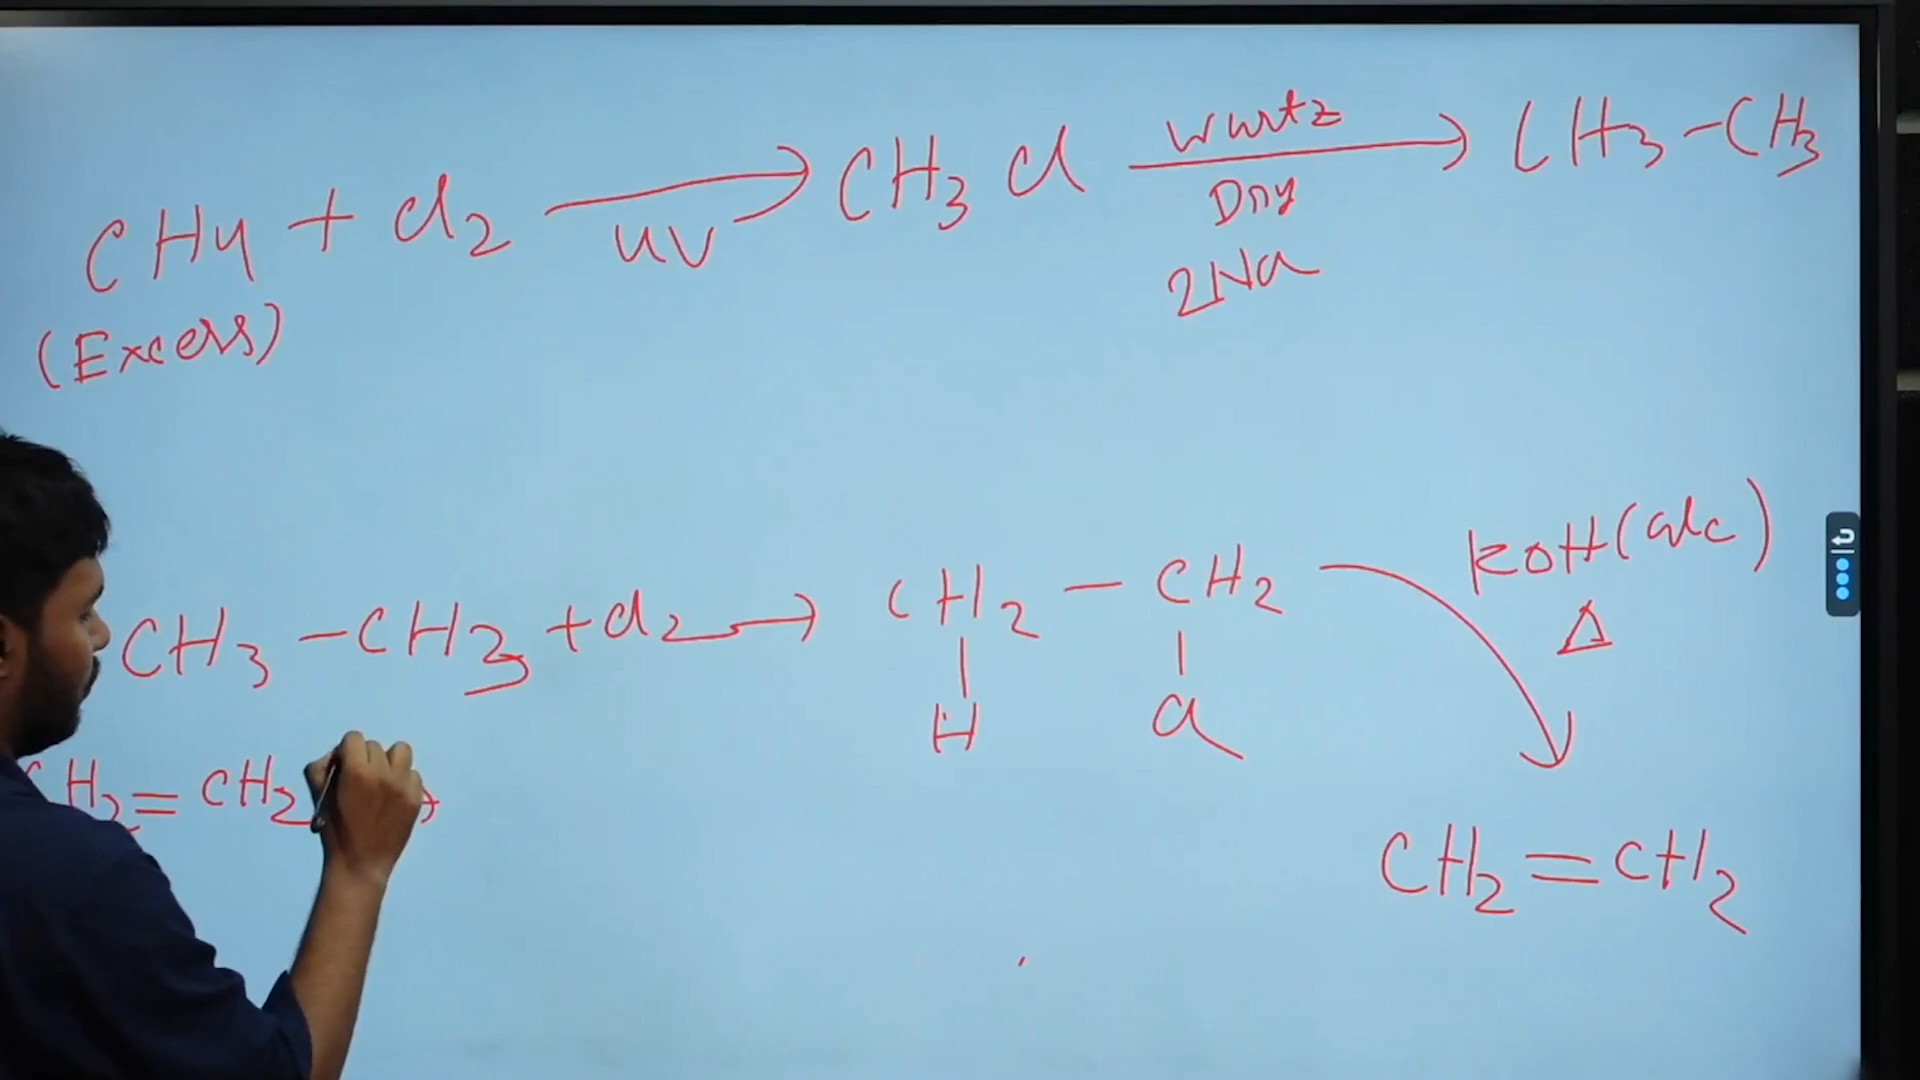 CH4 + Cl2 UV → CH3 Cl Wurtz → CH3 - CH3
Dry
2Na
(Excess)
KOH (alc)
Δ
CH3 - CH3 + Cl2 → CH2 - CH2
H Cl
CH2 = CH2
CH2 = CH2